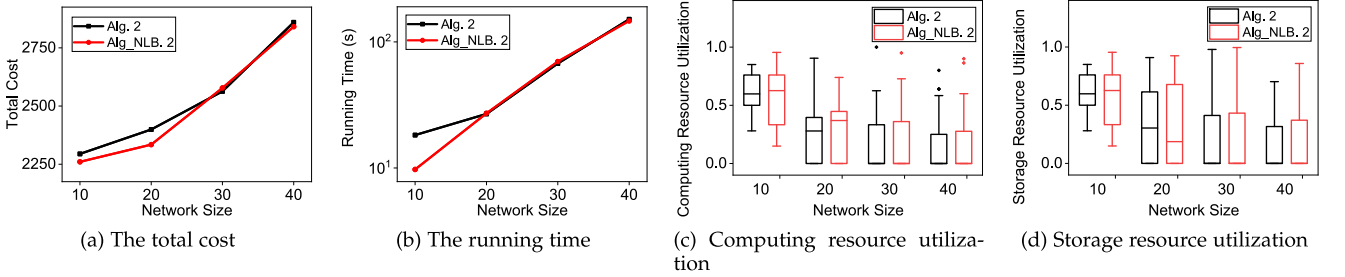 Alg. 2
Alg_NLB. 2
2750
2500
2250
Total Cost
10 20 30 40
Network Size
(a) The total cost
Alg. 2
Alg_NLB. 2
10²
10¹
Running Time (s)
10 20 30 40
Network Size
(b) The running time
Alg. 2
Alg_NLB. 2
1.0
0.5
0.0
Computing Resource Utilization
10 20 30 40
Network Size
(c) Computing resource utiliza-
tion
Alg. 2
Alg_NLB. 2
1.0
0.5
0.0
Storage Resource Utilization
10 20 30 40
Network Size
(d) Storage resource utilization